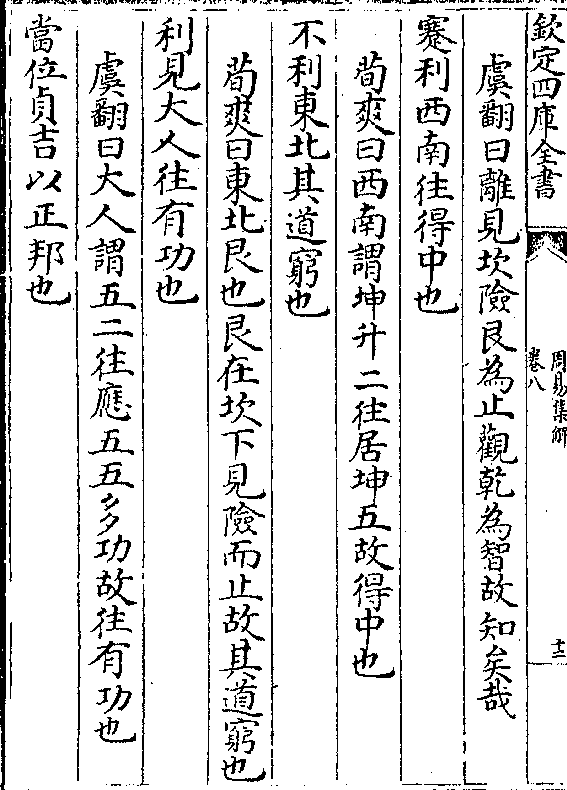 欽定四庫全書
周易集解
卷八
十三
虞翻曰離見坎險艮為止觀乾為智故知矣哉
蹇利西南往得中也
荀爽曰西南謂坤升二往居坤五故得中也
不利東北其道窮也
荀爽曰東北艮也艮在坎下見險而止故其道窮也
利見大人往有功也
虞翻曰大人謂五二往應五五多功故往有功也
當位貞吉以正邦也